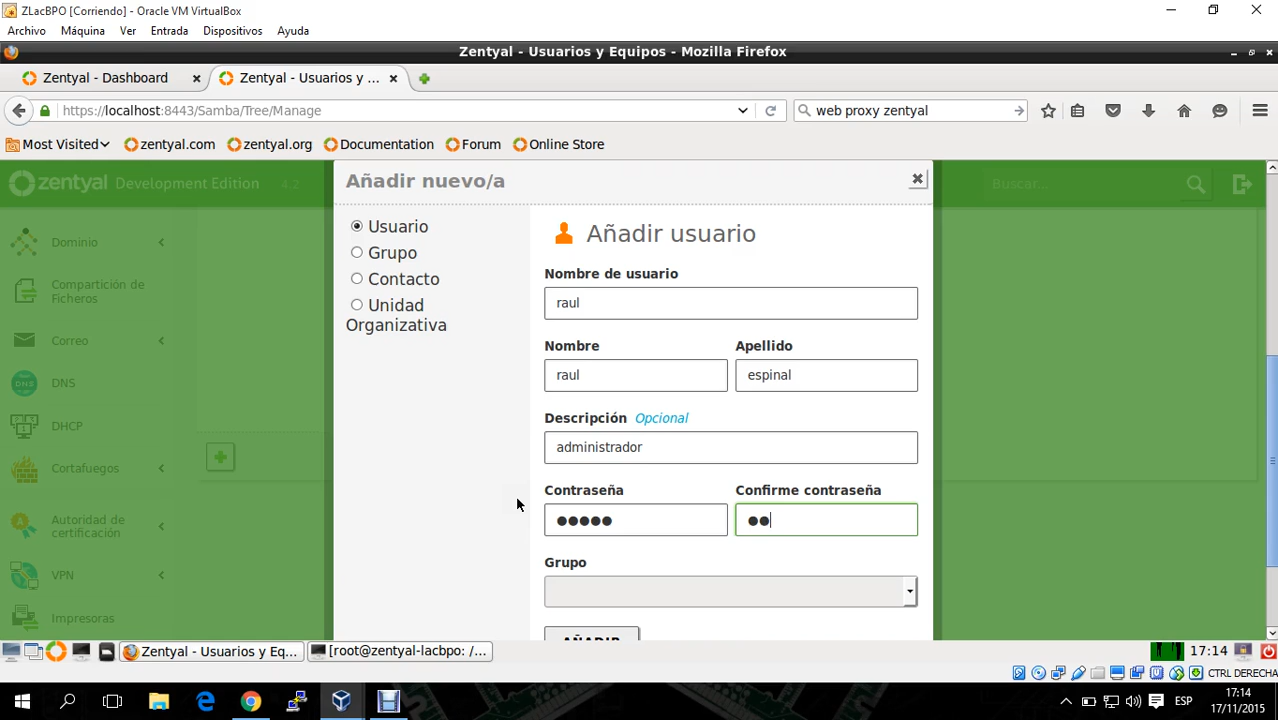 ZLacBPO [Corriendo] - Oracle VM VirtualBox
Archivo Máquina Ver Entrada Dispositivos Ayuda
Zentyal - Usuarios y Equipos - Mozilla Firefox
Zentyal - Dashboard
Zentyal - Usuarios y ...
https://localhost:8443/Samba/Tree/Manage
web proxy zentyal
Most Visited
zentyal.com
zentyal.org
Documentation
Forum
Online Store
zentyal Development Edition 4.2
Buscar...
Añadir nuevo/a
Dominio
Compartición de
Ficheros
Correo
DNS
DHCP
Cortafuegos
Autoridad de
certificación
VPN
Impresoras
Usuario
Grupo
Contacto
Unidad
Organizativa
Añadir usuario
Nombre de usuario
raul
Nombre Apellido
raul espinal
Descripción Opcional
administrador
Contraseña Confirme contraseña
●●●●● ●●
Grupo
AÑADIR
Zentyal - Usuarios y Eq...
[root@zentyal-lacbpo: /...
17:14
CTRL DERECHA
ESP
17:14
17/11/2015